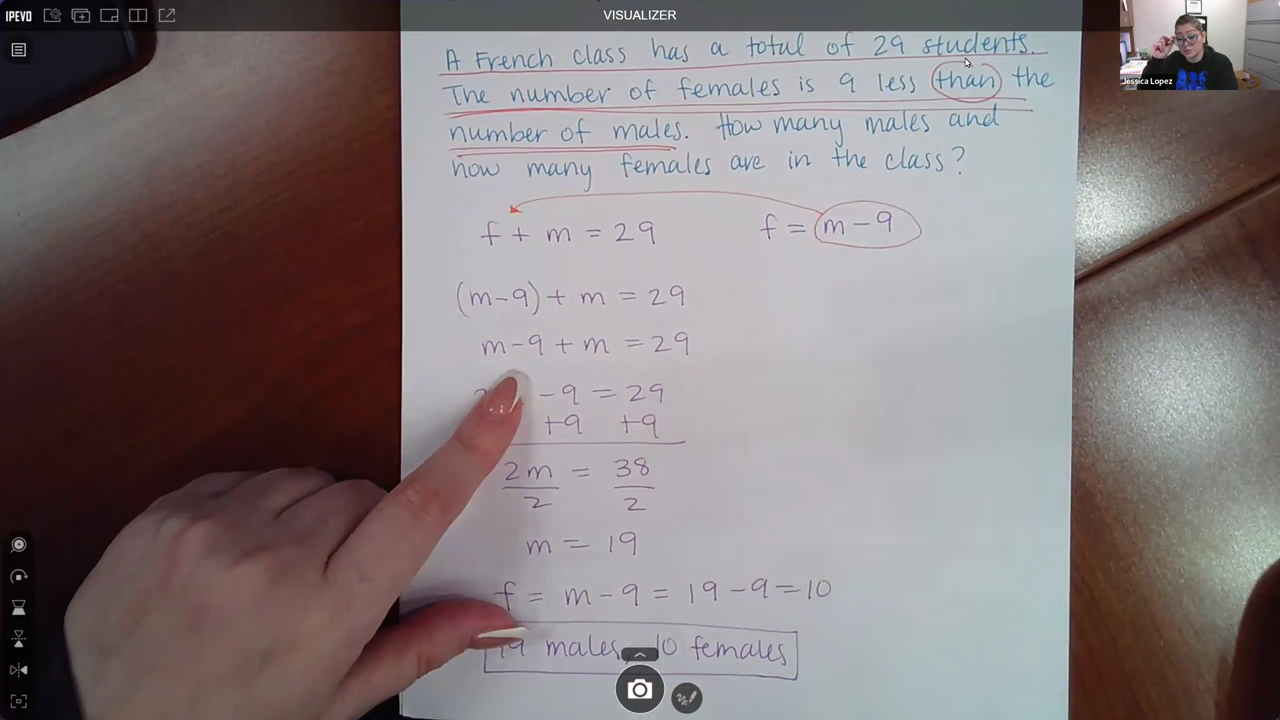 IPEVO
VISUALIZER
Jessica Lopez
A French class has a total of 29 students.
The number of females is 9 less than the
number of males. How many males and
how many females are in the class?
f + m = 29
f = m - 9
(m-9) + m = 29
m - 9 + m = 29
- 9 = 29
+9 +9
2m = 38
2 2
m = 19
f = m - 9 = 19 - 9 = 10
19 males, 10 females